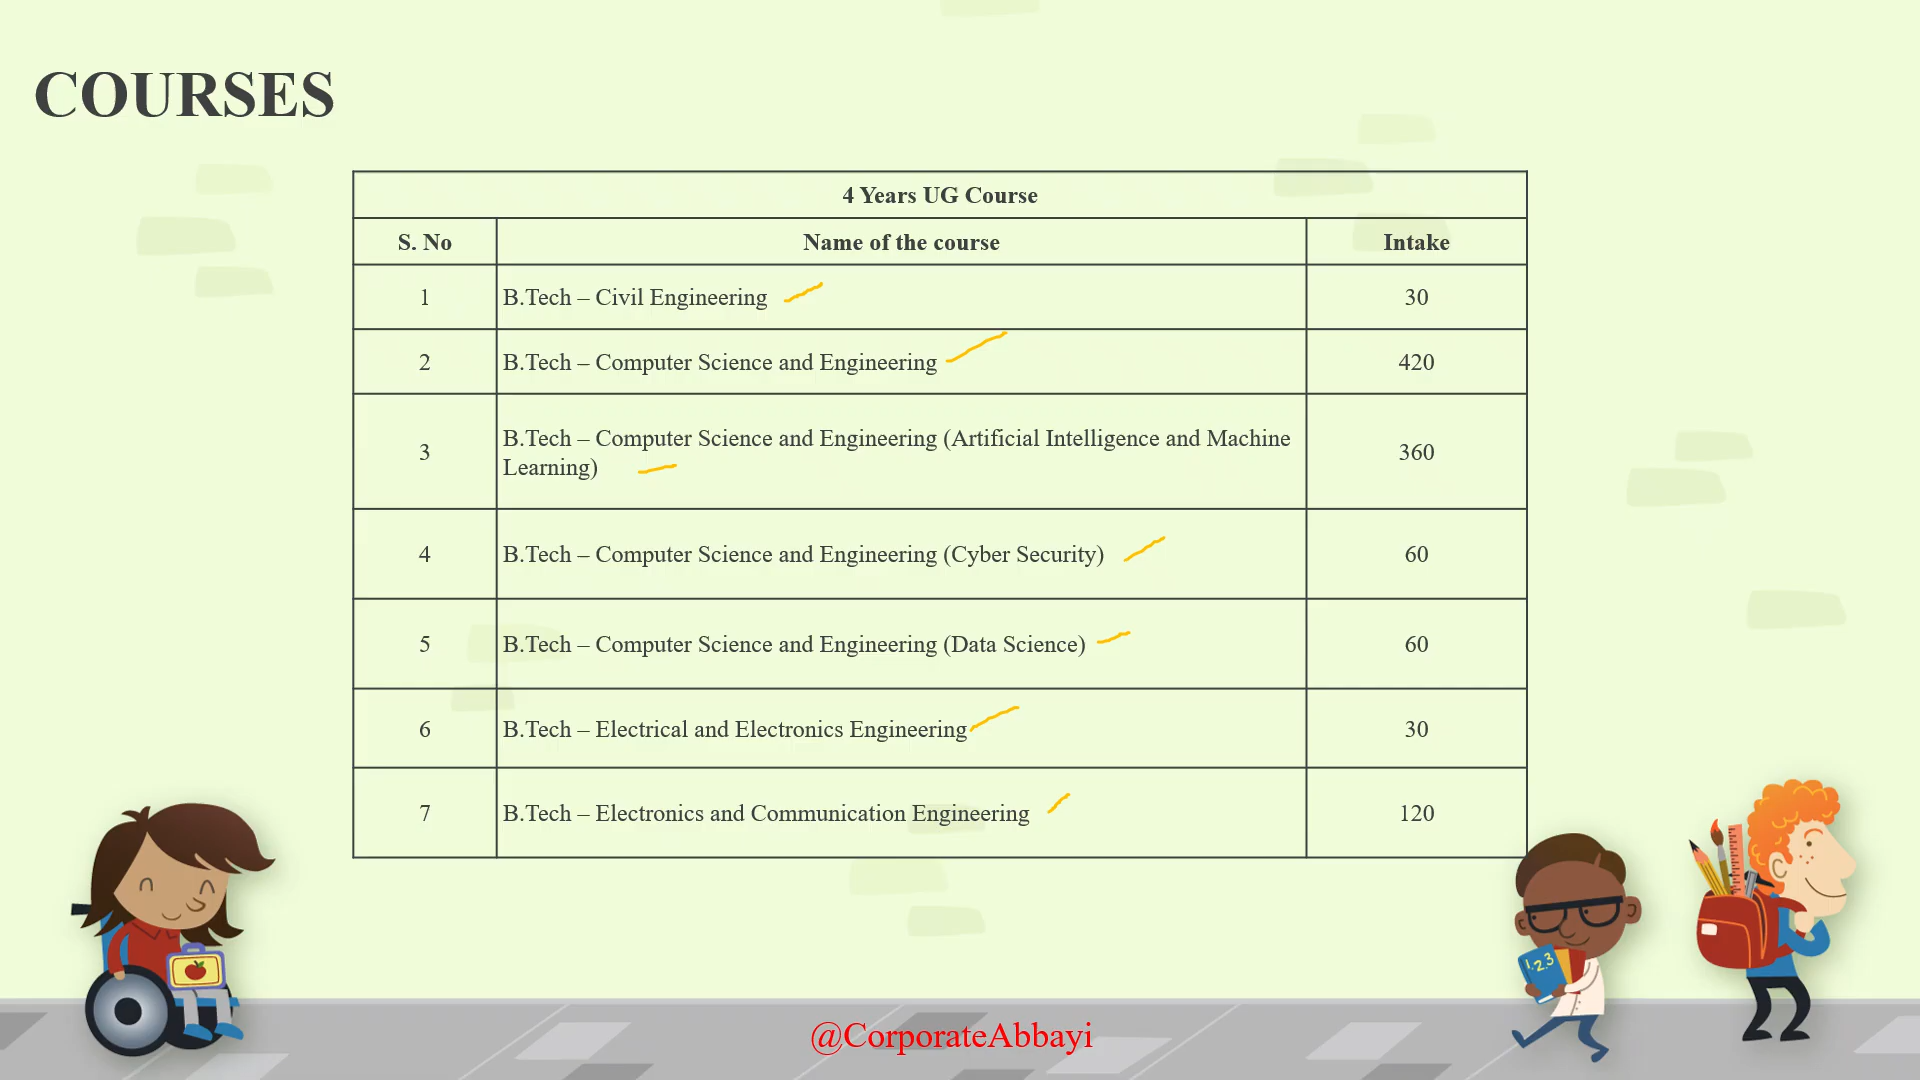 COURSES
4 Years UG Course
S. No Name of the course Intake
1 B.Tech – Civil Engineering 30
2 B.Tech – Computer Science and Engineering 420
3 B.Tech – Computer Science and Engineering (Artificial Intelligence and Machine
Learning) 360
4 B.Tech – Computer Science and Engineering (Cyber Security) 60
5 B.Tech – Computer Science and Engineering (Data Science) 60
6 B.Tech – Electrical and Electronics Engineering 30
7 B.Tech – Electronics and Communication Engineering 120
1.2.3
@CorporateAbbayi